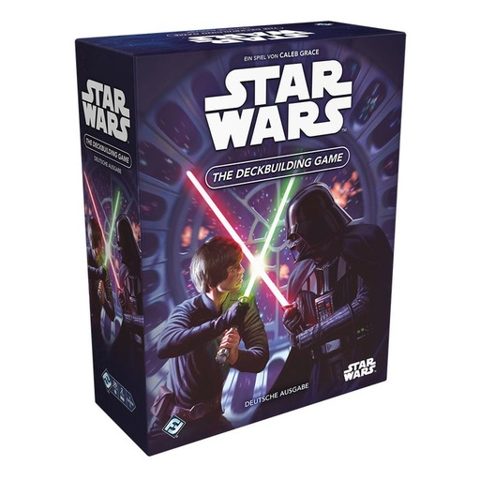 EIN SPIEL VON CALEB GRACE
STAR
WARS
THE DECKBUILDING GAME
STAR
WARS
DEUTSCHE AUSGABE
STAR
WARS
THE DECKBUILDING GAME
DEUTSCHE AUSGABE